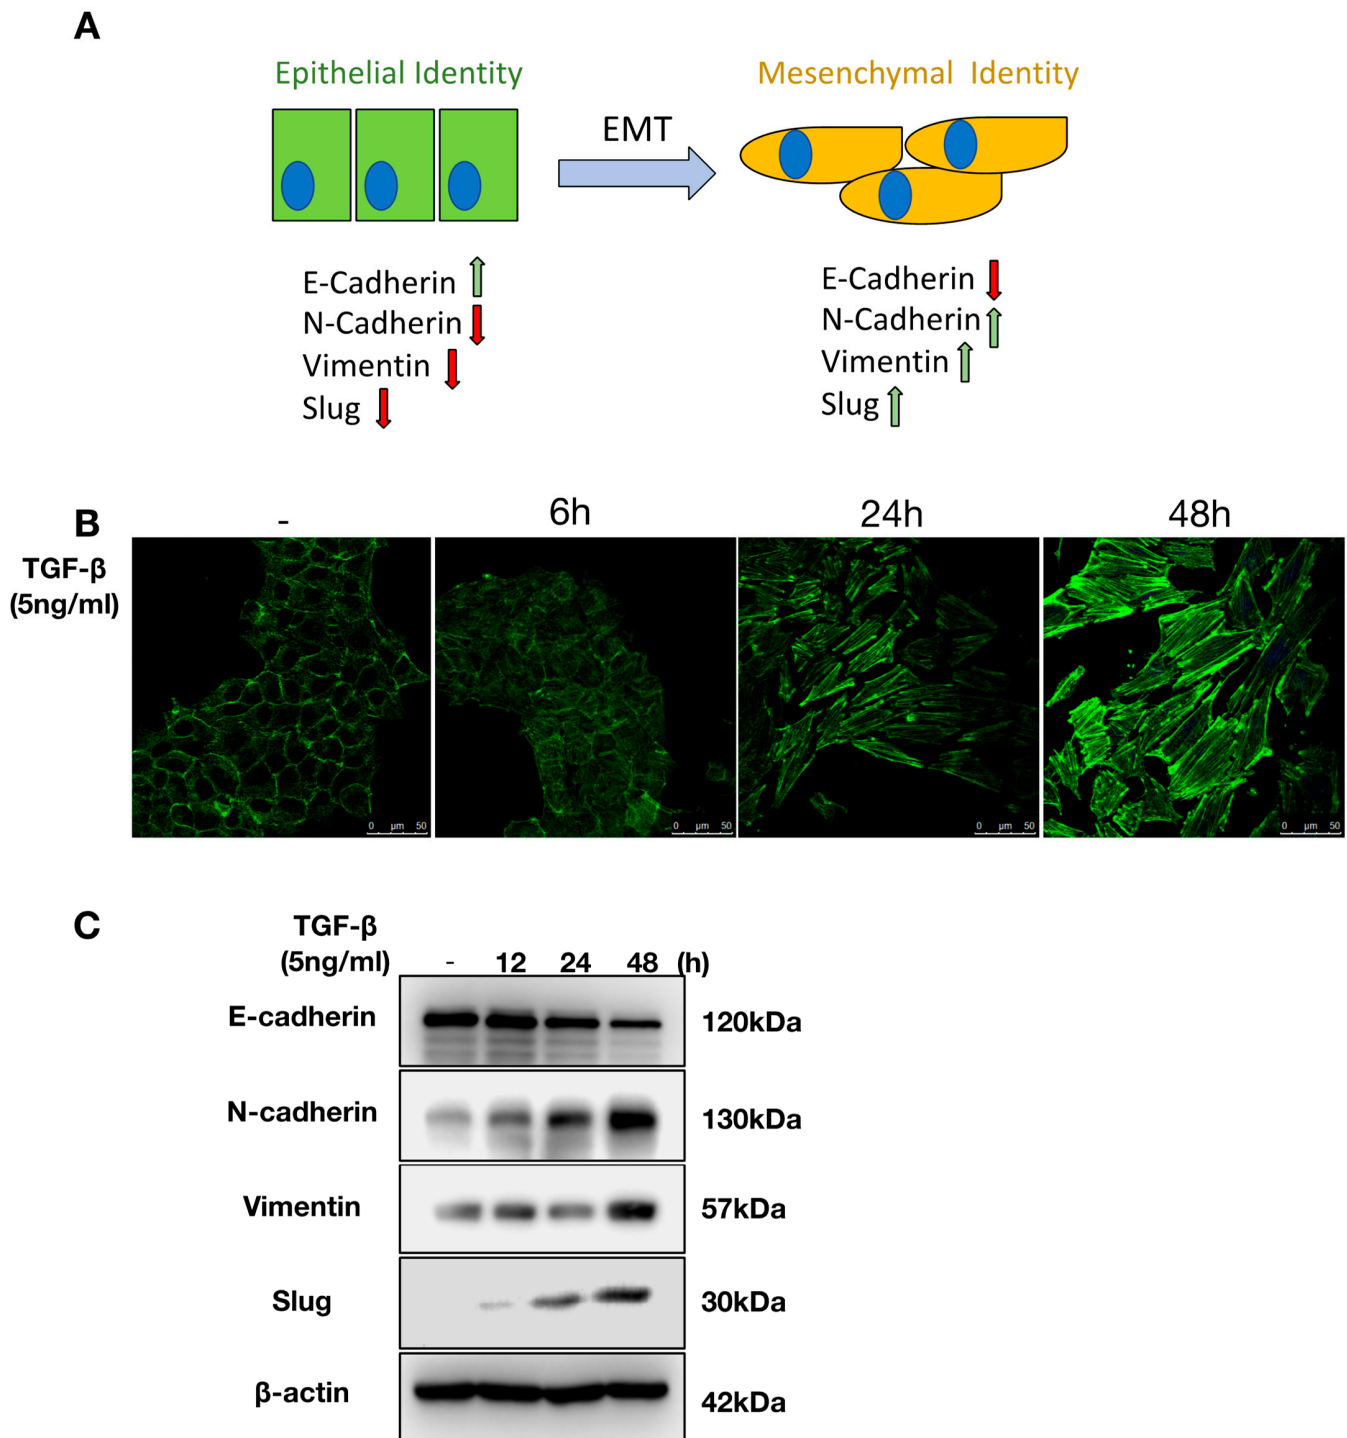 A
Epithelial Identity
Mesenchymal Identity
EMT
E-Cadherin
N-Cadherin
Vimentin
Slug
E-Cadherin
N-Cadherin
Vimentin
Slug
B
- 6h 24h 48h
TGF-β
(5ng/ml)
0 µm 50
0 µm 50
0 µm 50
0 µm 50
C
TGF-β
(5ng/ml) - 12 24 48 (h)
E-cadherin 120kDa
N-cadherin 130kDa
Vimentin 57kDa
Slug 30kDa
β-actin 42kDa